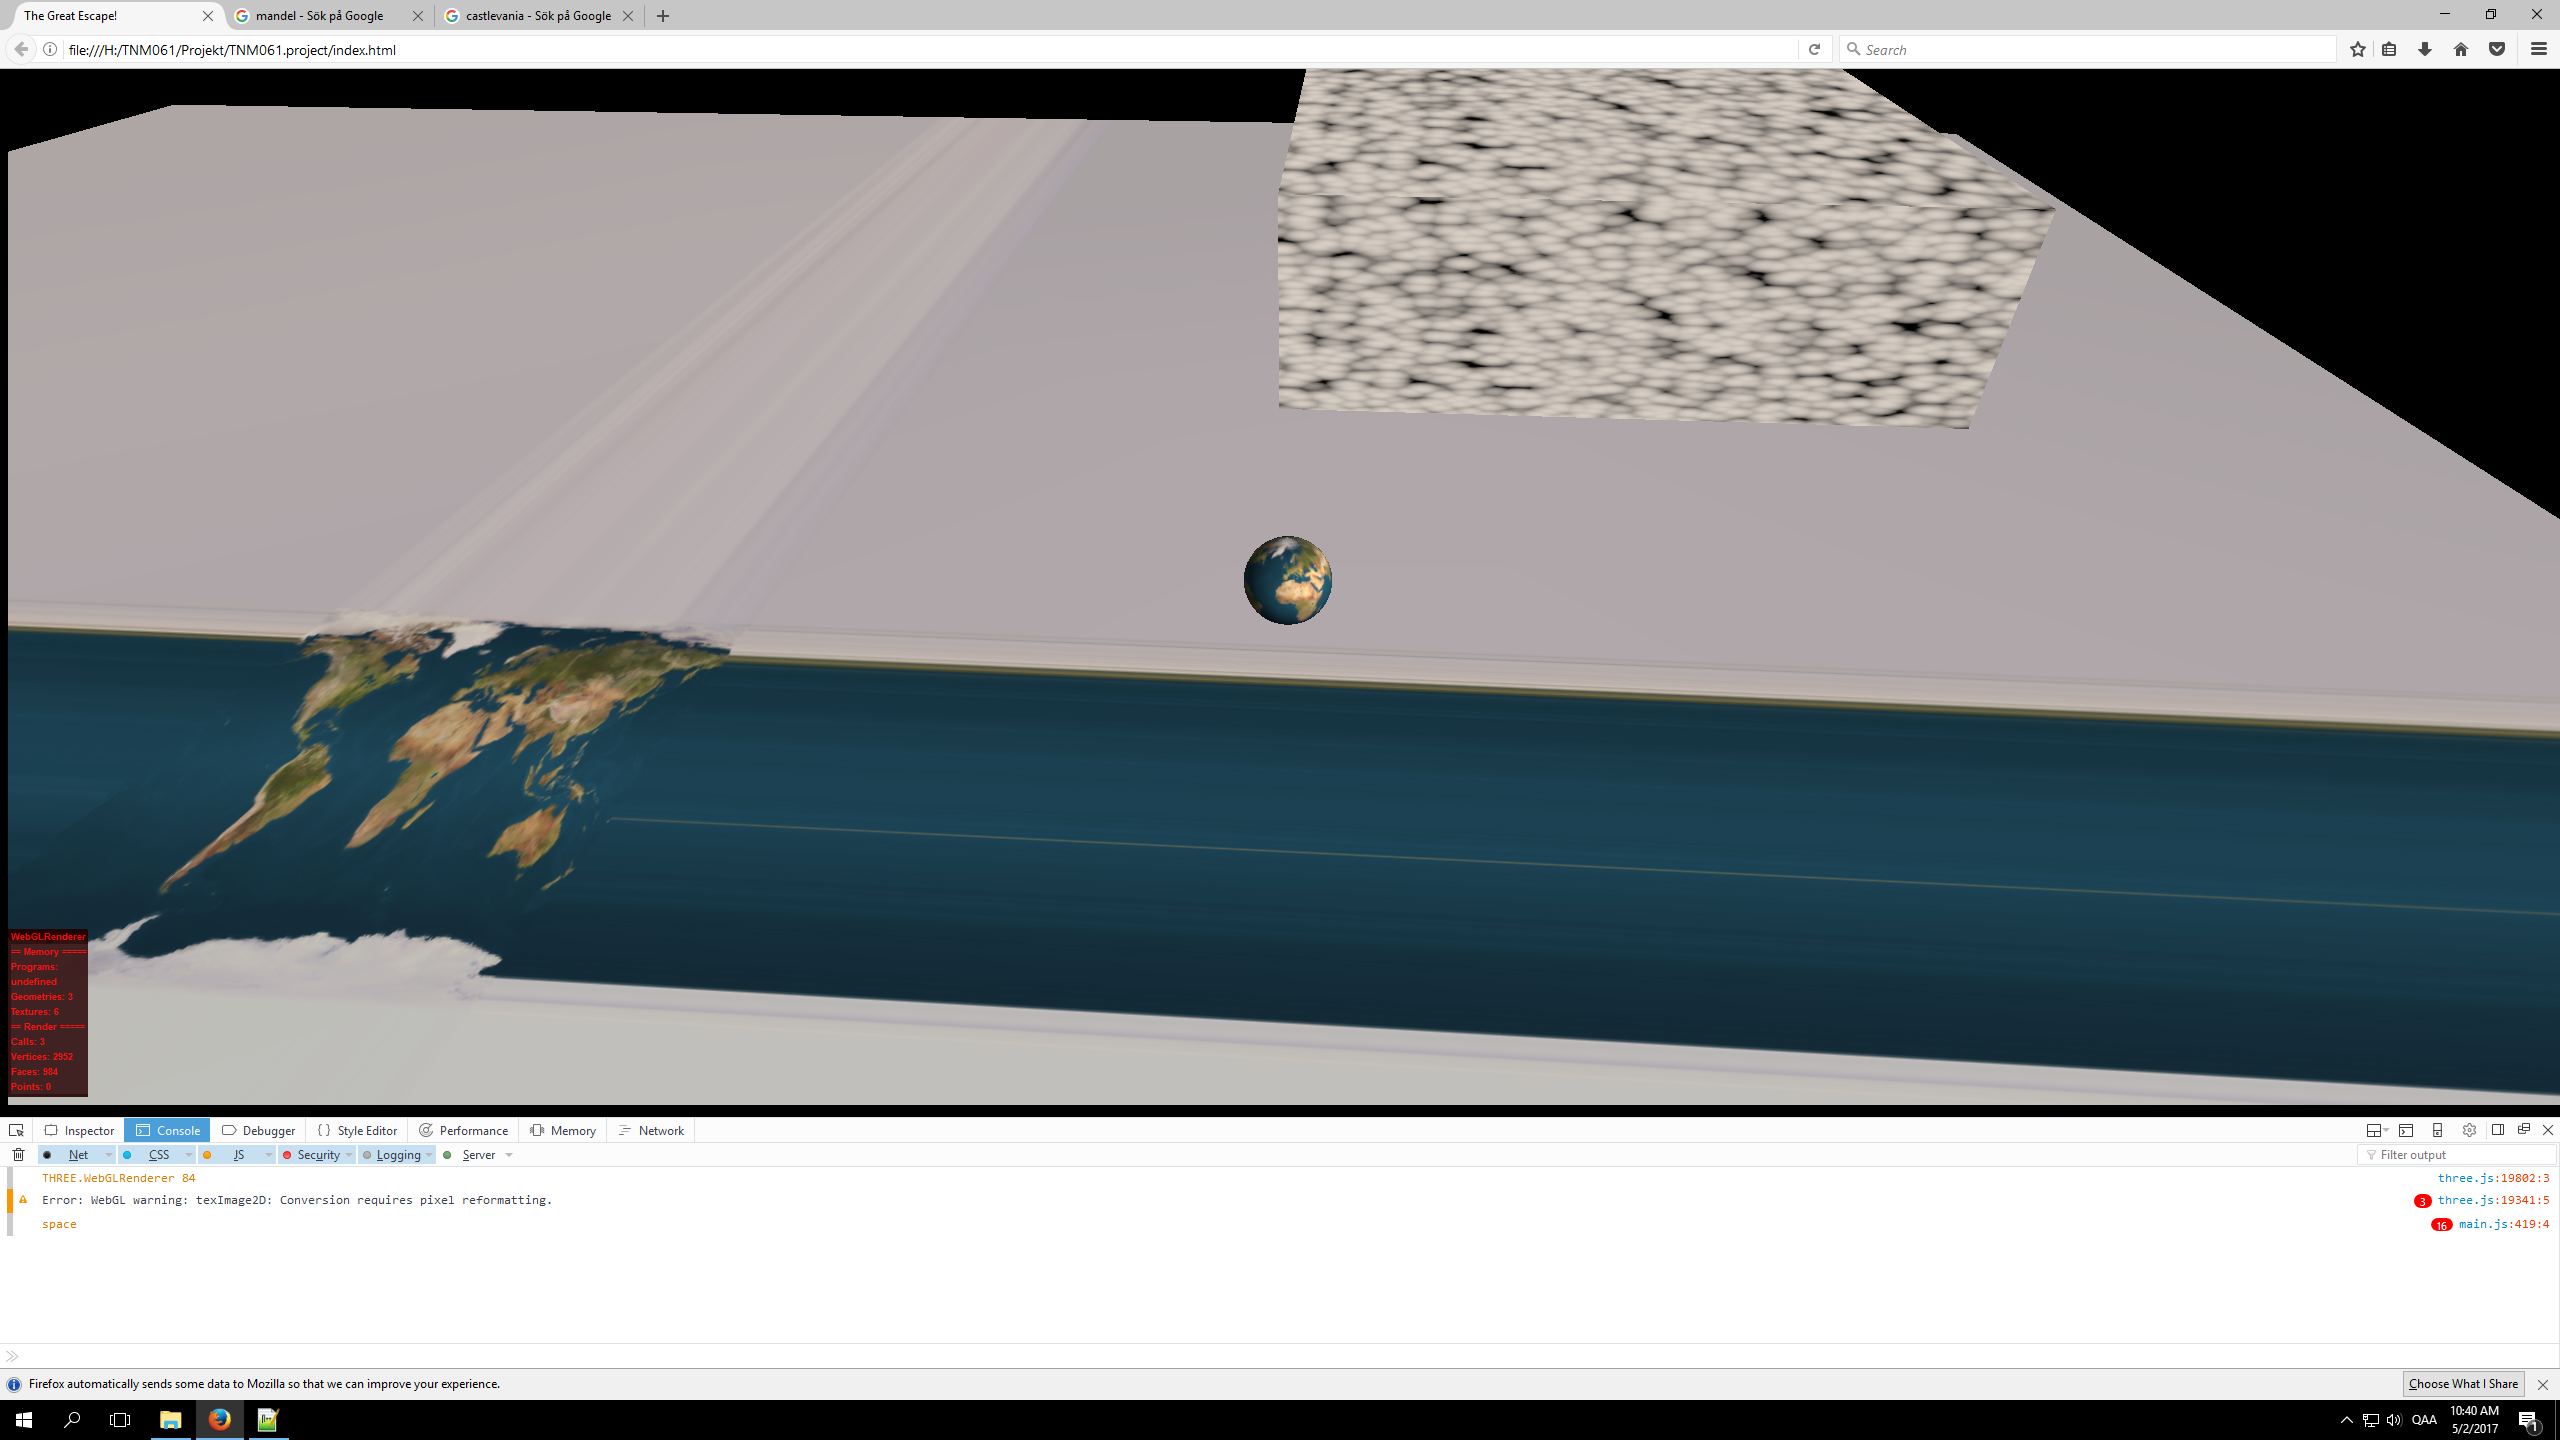 The Great Escape!
mandel - Sök på Google
castlevania - Sök på Google
file:///H:/TNM061/Projekt/TNM061.project/index.html
Search
WebGLRenderer
== Memory =====
Programs:
undefined
Geometries: 3
Textures: 6
== Render =====
Calls: 3
Vertices: 2952
Faces: 984
Points: 0
Inspector Console Debugger { } Style Editor Performance Memory Network
Net CSS JS Security Logging Server Filter output
THREE.WebGLRenderer 84 three.js:19802:3
Error: WebGL warning: texImage2D: Conversion requires pixel reformatting. 3 three.js:19341:5
space 16 main.js:419:4
Firefox automatically sends some data to Mozilla so that we can improve your experience. Choose What I Share
QAA
10:40 AM
5/2/2017
1